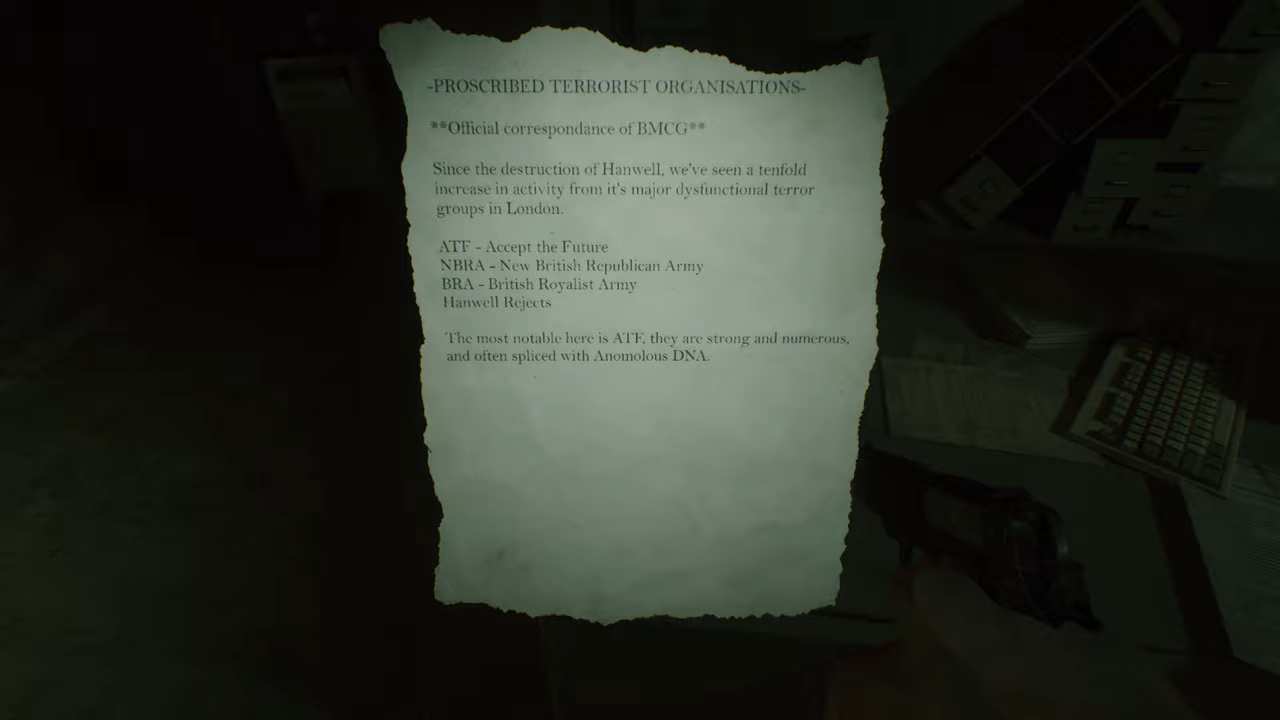 -PROSCRIBED TERRORIST ORGANISATIONS-
**Official correspondance of BMCG**
Since the destruction of Hanwell, we've seen a tenfold
increase in activity from it's major dysfunctional terror
groups in London.
ATF - Accept the Future
NBRA - New British Republican Army
BRA - British Royalist Army
Hanwell Rejects
The most notable here is ATF, they are strong and numerous,
and often spliced with Anomolous DNA.